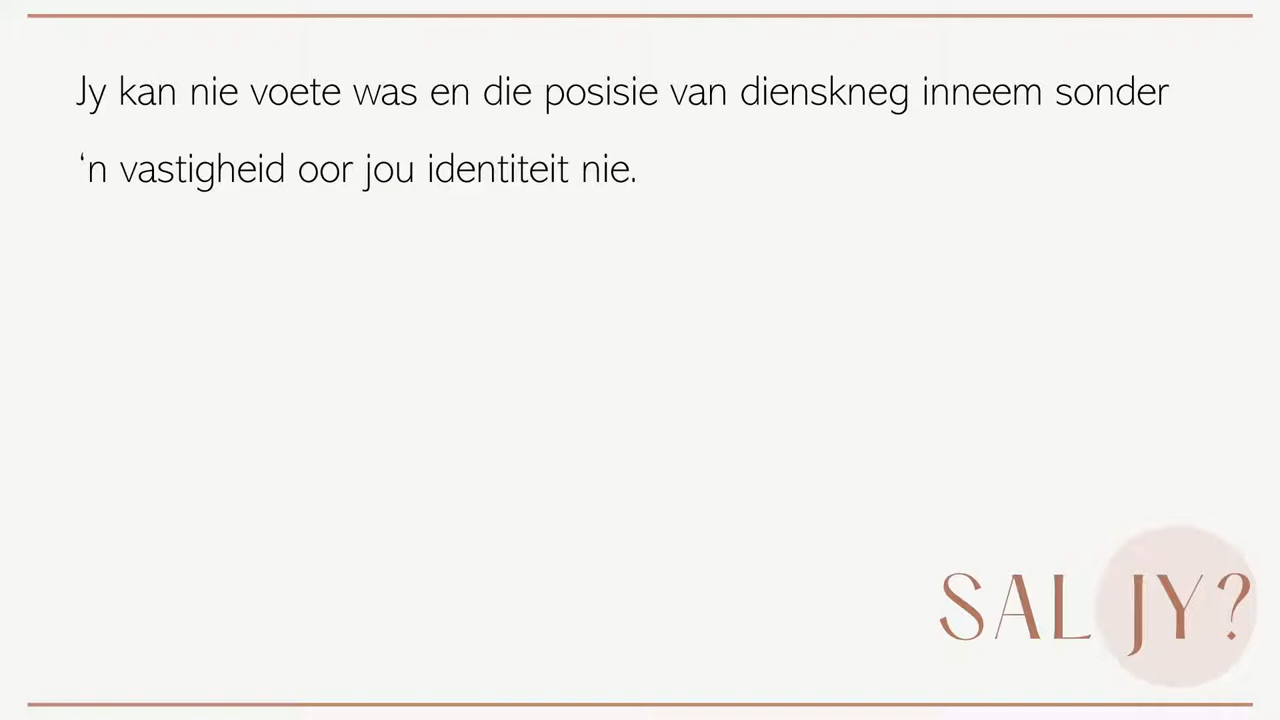 Jy kan nie voete was en die posisie van dienskneg inneem sonder
‘n vastigheid oor jou identiteit nie.
SAL JY?